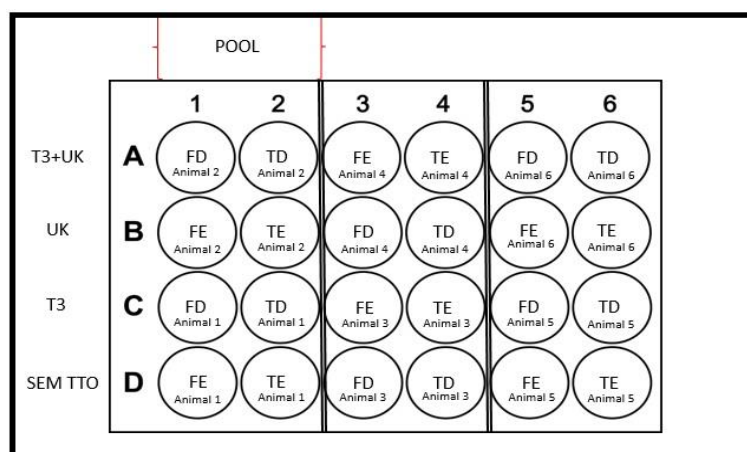 POOL
1 2 3 4 5 6
T3+UK A FD TD FE TE FD TD
Animal 2 Animal 2 Animal 4 Animal 4 Animal 6 Animal 6
UK B FE TE FD TD FE TE
Animal 2 Animal 2 Animal 4 Animal 4 Animal 6 Animal 6
T3 C FD TD FE TE FD TD
Animal 1 Animal 1 Animal 3 Animal 3 Animal 5 Animal 5
SEM TTO D FE TE FD TD FE TE
Animal 1 Animal 1 Animal 3 Animal 3 Animal 5 Animal 5